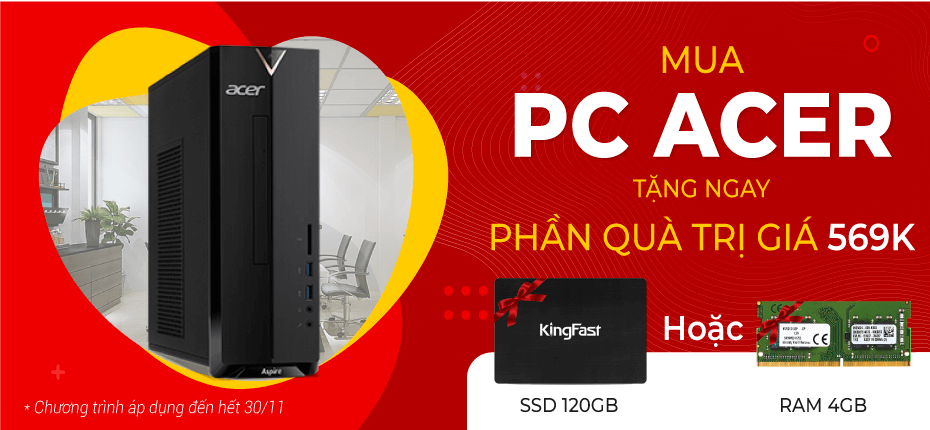 acer
Aspire
MUA
PC ACER
TẶNG NGAY
PHẦN QUÀ TRỊ GIÁ 569K
KingFast
Hoặc
SSD 120GB
RAM 4GB
* Chương trình áp dụng đến hết 30/11